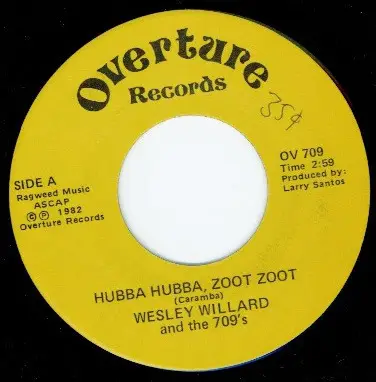 Overture
Records
35¢
SIDE A
Ragweed Music
ASCAP
© Ⓟ 1982
Overture Records
OV 709
Time 2:59
Produced by:
Larry Santos
HUBBA HUBBA, ZOOT ZOOT
(Caramba)
WESLEY WILLARD
and the 709's